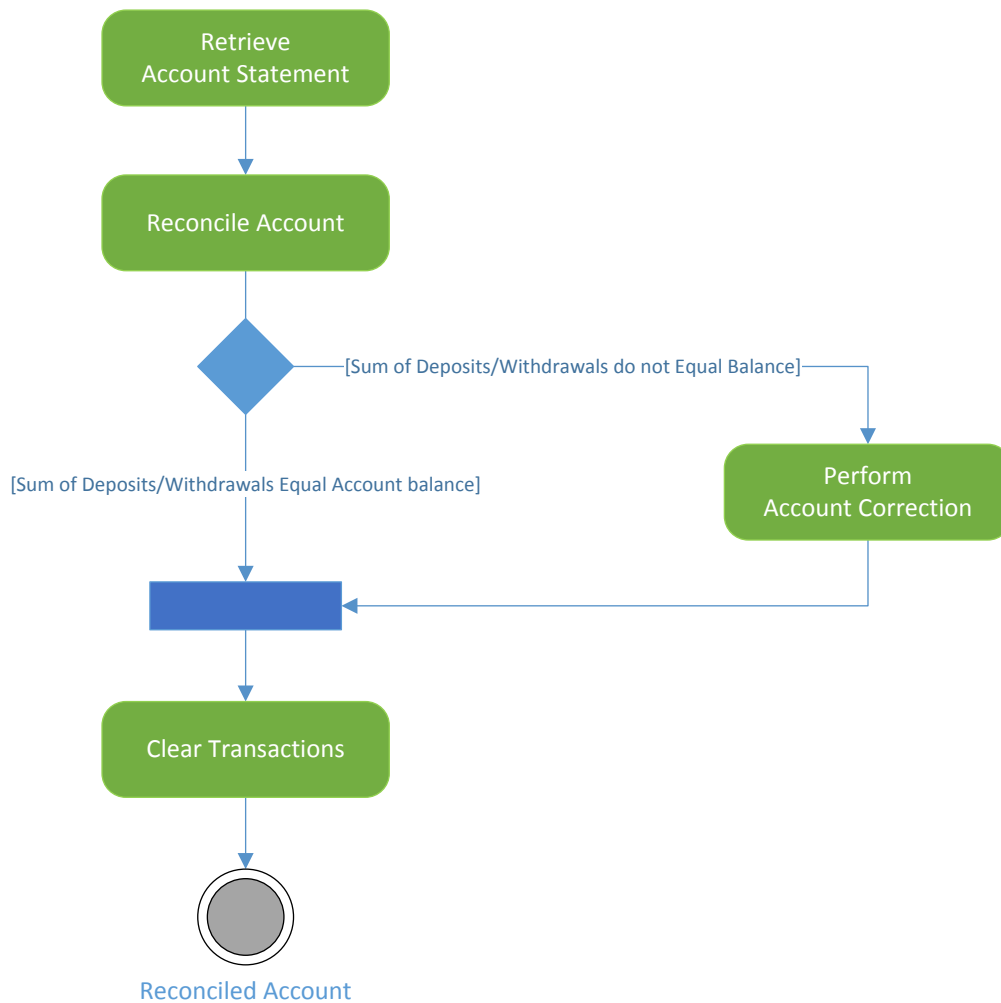 Retrieve
Account Statement
Reconcile Account
[Sum of Deposits/Withdrawals do not Equal Balance]
[Sum of Deposits/Withdrawals Equal Account balance]
Perform
Account Correction
Clear Transactions
Reconciled Account